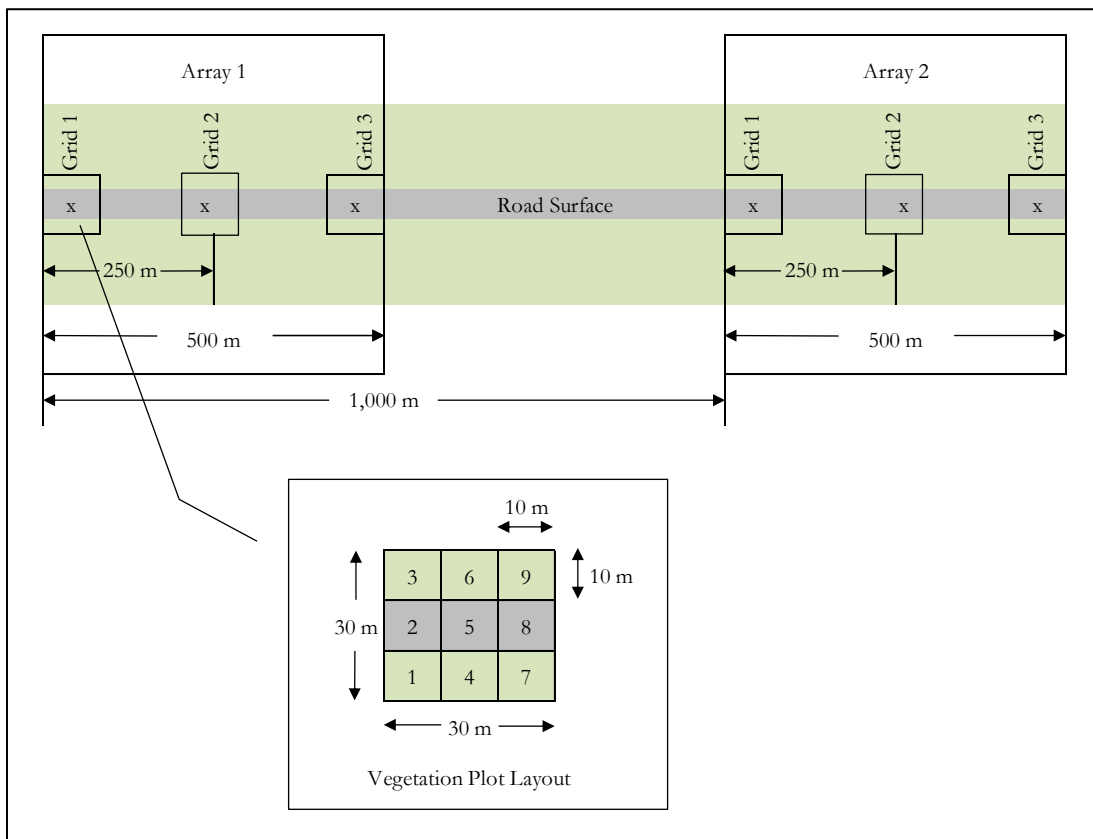 Array 1
Array 2
Grid 1
Grid 2
Grid 3
Grid 1
Grid 2
Grid 3
x
x
x
Road Surface
x
x
x
250 m
250 m
500 m
500 m
1,000 m
10 m
3
6
9
10 m
30 m
2
5
8
1
4
7
30 m
Vegetation Plot Layout